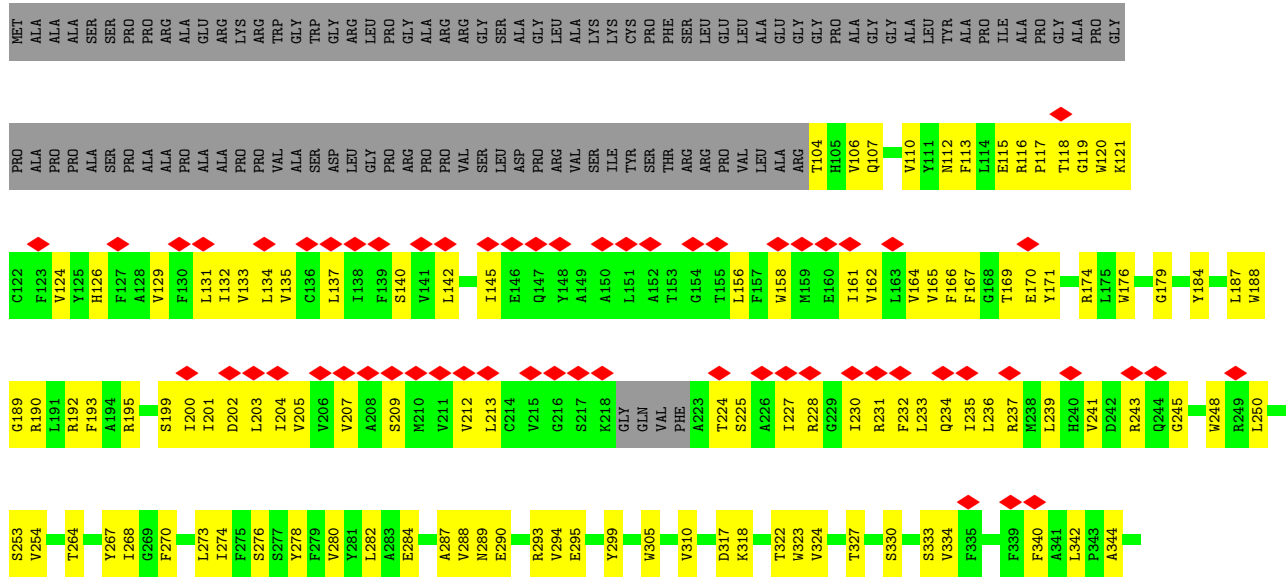 MET ALA ALA ALA ALA SER SER PRO PRO ARG ALA GLU ARG LYS ARG TRP GLY TRP GLY ARG LEU PRO GLY ALA ARG ARG GLY SER ALA GLY LEU ALA LYS LYS CYS PRO PHE SER LEU GLU LEU ALA GLU GLY GLY PRO ALA GLY GLY ALA LEU TYR ALA PRO ILE ALA PRO GLY ALA PRO GLY
PRO ALA PRO PRO ALA SER PRO ALA ALA PRO ALA ALA PRO PRO VAL ALA SER ASP LEU GLY PRO ARG PRO PRO VAL SER LEU ASP PRO ARG VAL SER ILE TYR SER THR ARG ARG PRO VAL LEU ALA ARG T104 H105 V106 Q107 V110 Y111 N112 F113 L114 E115 R116 P117 T118 G119 W120 K121
C122 F123 V124 Y125 H126 F127 A128 V129 F130 L131 I132 V133 L134 V135 C136 L137 I138 F139 S140 V141 L142 I145 E146 Q147 Y148 A149 A150 L151 A152 T153 G154 T155 L156 F157 W158 M159 E160 I161 V162 L163 V164 V165 F166 F167 G168 T169 E170 Y171 R174 L175 W176 G179 Y184 L187 W188
G189 R190 L191 R192 F193 A194 R195 S199 I200 I201 D202 L203 I204 V205 V206 V207 A208 S209 M210 V211 V212 L213 C214 V215 G216 S217 K218 GLY GLN VAL PHE A223 T224 S225 A226 I227 R228 G229 I230 R231 F232 L233 Q234 I235 L236 R237 M238 L239 H240 V241 D242 R243 Q244 G245 W248 R249 L250
S253 V254 T264 Y267 I268 G269 F270 L273 I274 F275 S276 S277 Y278 F279 V280 Y281 L282 A283 E284 A287 V288 N289 E290 R293 V294 E295 Y299 W305 V310 D317 K318 T322 W323 V324 T327 S330 S333 V334 F335 F339 F340 A341 L342 P343 A344